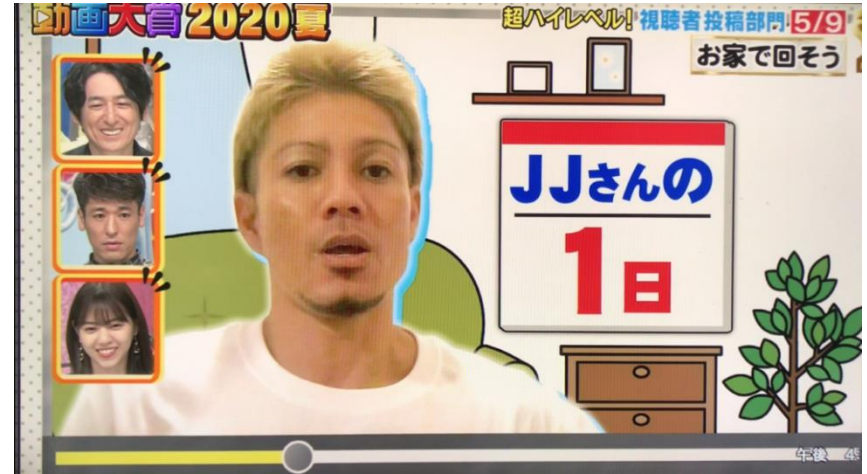 動画大賞2020夏
超ハイレベル！視聴者投稿部門 5/9
お家で回そう
JJさんの
1日
午後